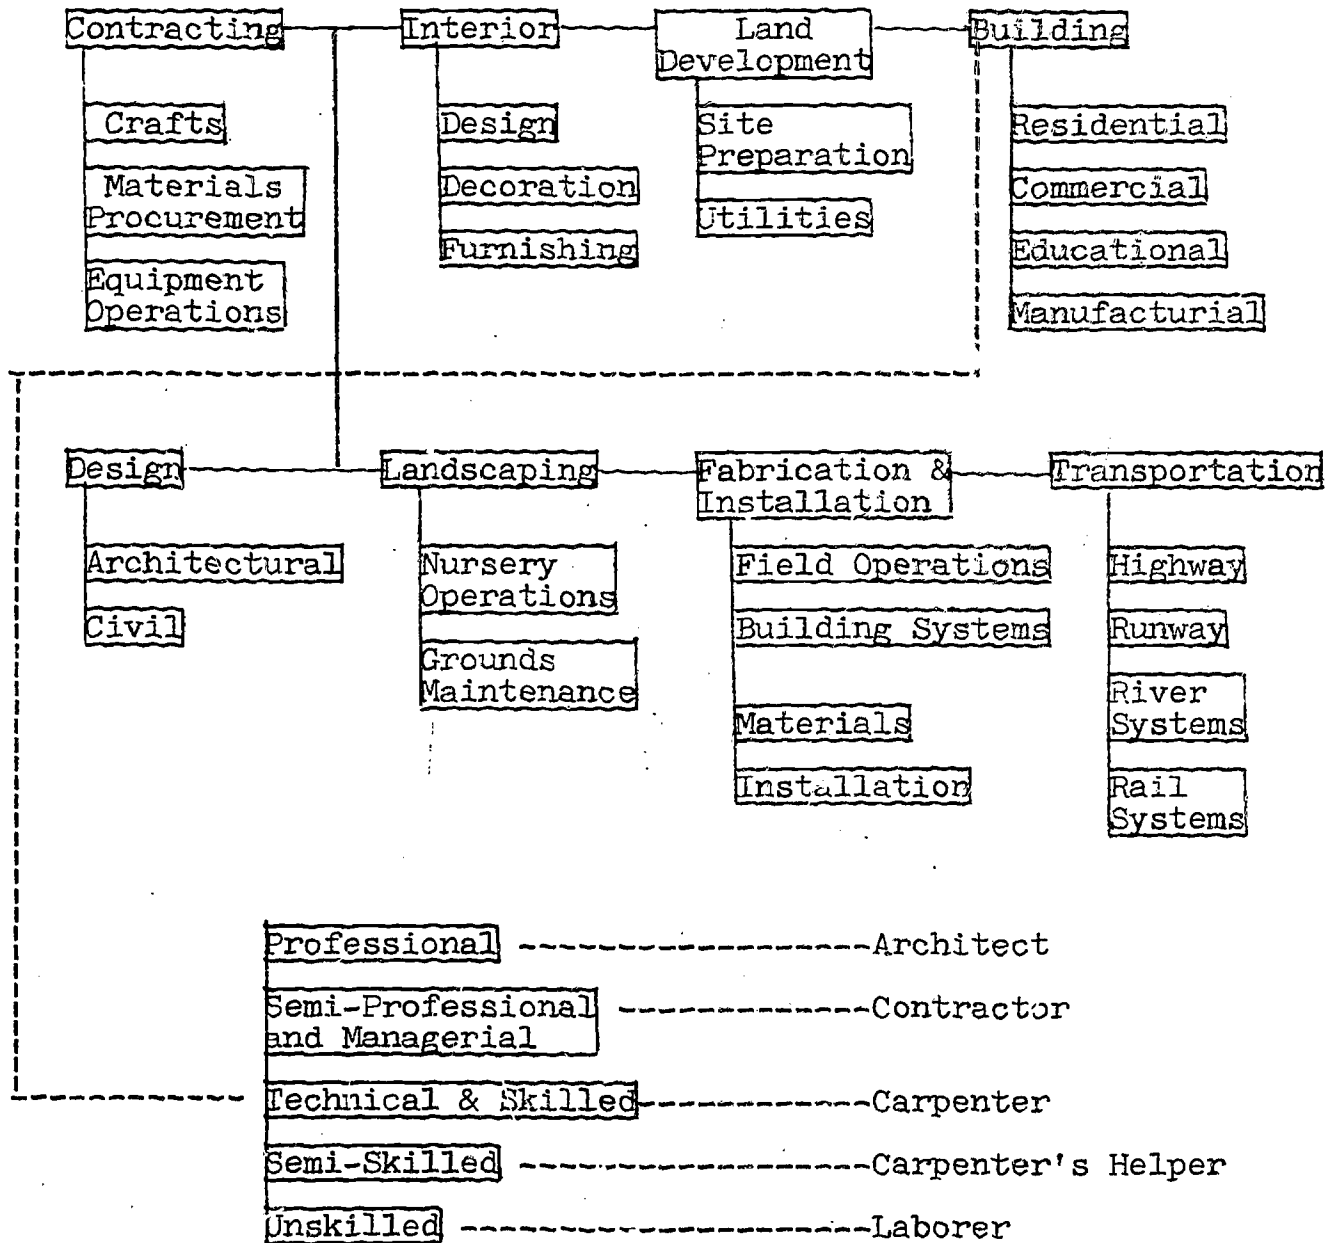 Contracting
Interior
Land
Development
Building
Crafts
Materials
Procurement
Equipment
Operations
Design
Decoration
Furnishing
Site
Preparation
Utilities
Residential
Commercial
Educational
Manufacturial
Design
Landscaping
Fabrication &
Installation
Transportation
Architectural
Civil
Nursery
Operations
Grounds
Maintenance
Field Operations
Building Systems
Materials
Installation
Highway
Runway
River
Systems
Rail
Systems
Professional Architect
Semi-Professional
and Managerial Contractor
Technical & Skilled Carpenter
Semi-Skilled Carpenter's Helper
Unskilled Laborer